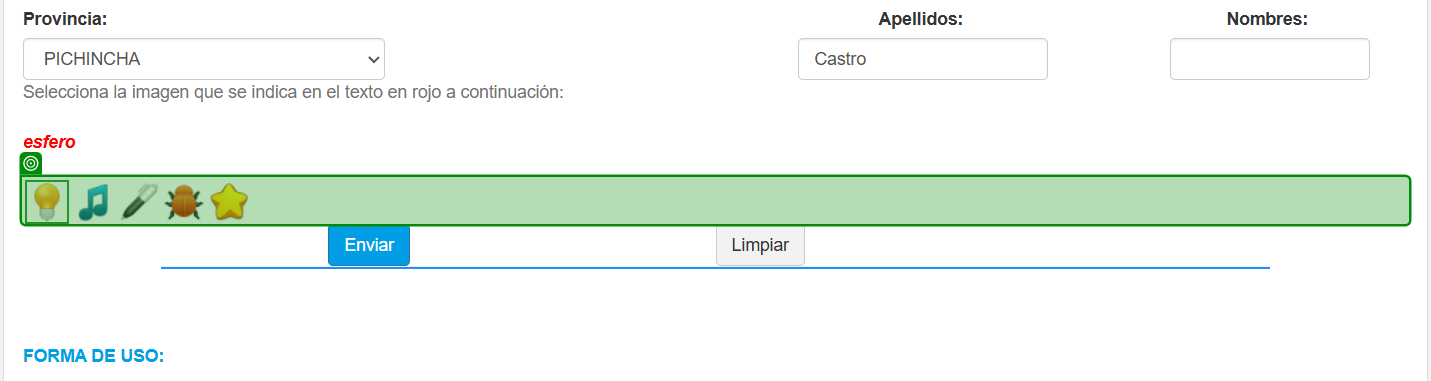 Provincia: Apellidos: Nombres:
PICHINCHA Castro
Selecciona la imagen que se indica en el texto en rojo a continuación:
esfero
Enviar Limpiar
FORMA DE USO: